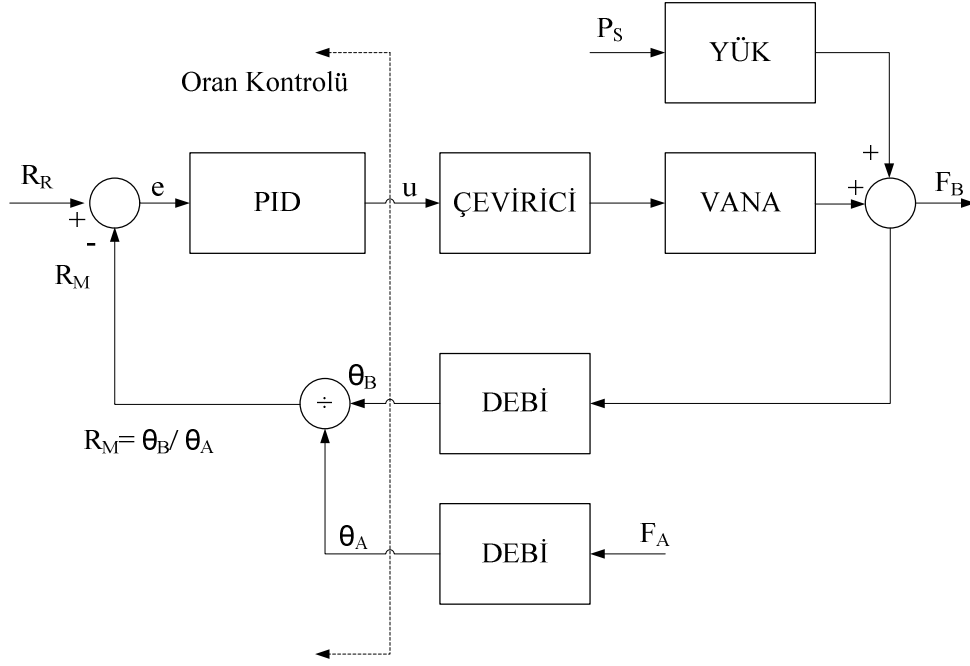 P_S
YÜK
Oran Kontrolü
R_R
+
-
e
PID
u
ÇEVİRİCİ
VANA
+
+
F_B
R_M
θ_B
÷
DEBİ
R_M= θ_B/ θ_A
θ_A
DEBİ
F_A